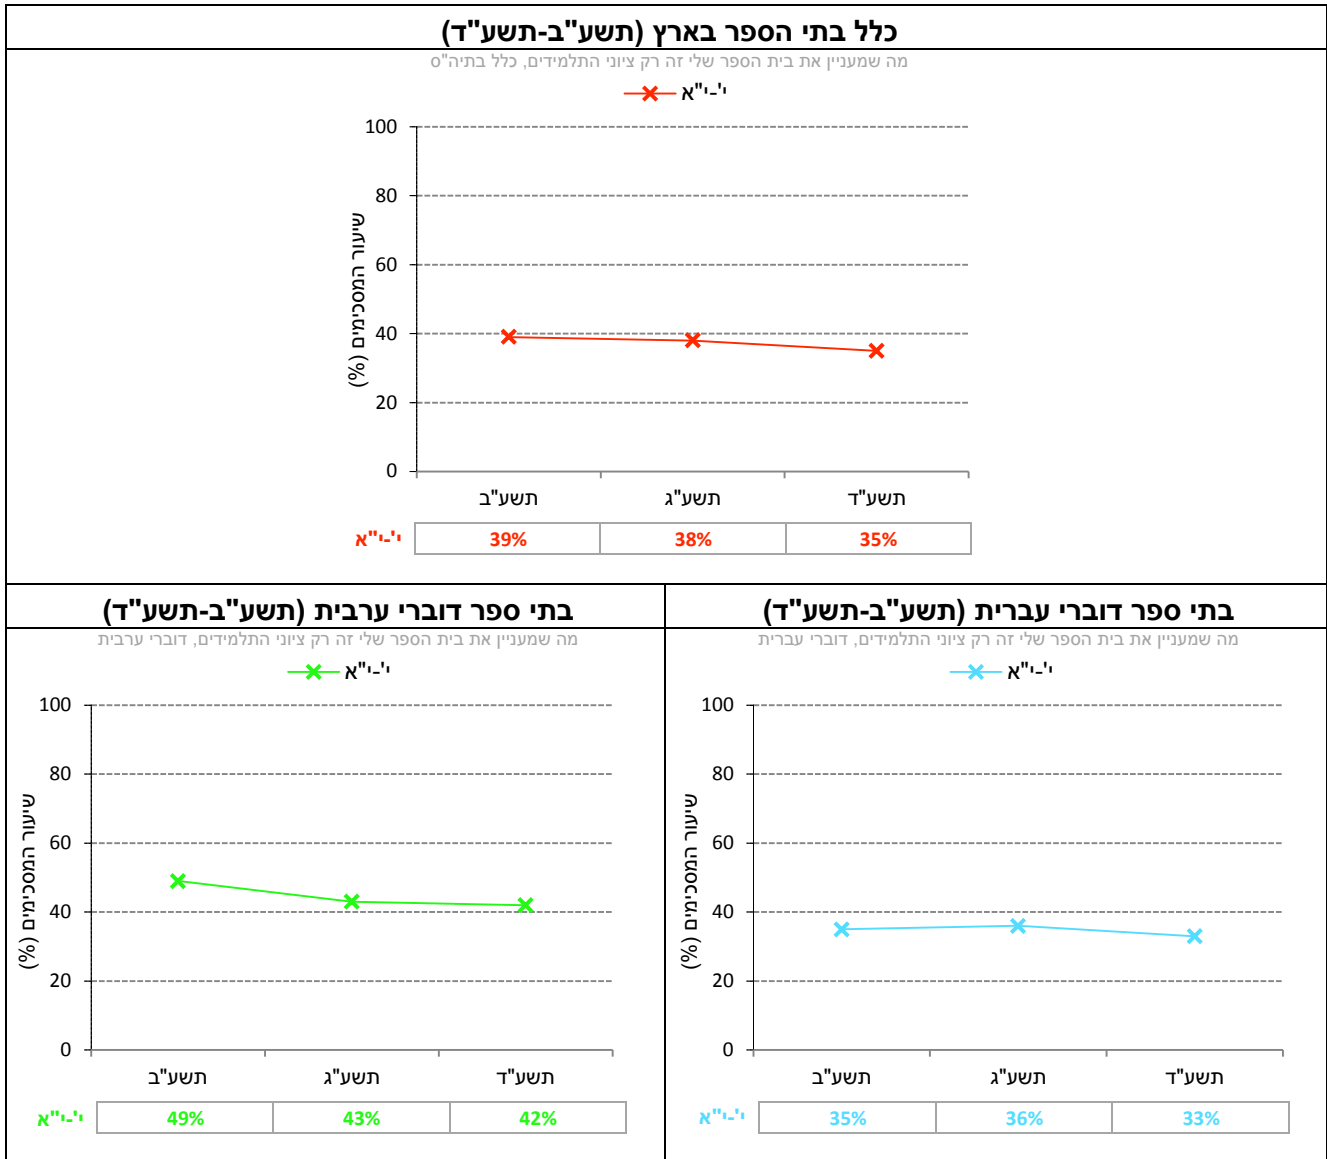 כלל בתי הספר בארץ (תשע"ב-תשע"ד)
מה שמעניין את בית הספר שלי זה רק ציוני התלמידים, כלל בתיה"ס
י'-י"א
שיעור המסכימים (%)
100
80
60
40
20
0
תשע"ב תשע"ג תשע"ד
י'-י"א 39% 38% 35%
בתי ספר דוברי עברית (תשע"ב-תשע"ד)
מה שמעניין את בית הספר שלי זה רק ציוני התלמידים, דוברי עברית
י'-י"א
שיעור המסכימים (%)
100
80
60
40
20
0
תשע"ב תשע"ג תשע"ד
י'-י"א 35% 36% 33%
בתי ספר דוברי ערבית (תשע"ב-תשע"ד)
מה שמעניין את בית הספר שלי זה רק ציוני התלמידים, דוברי ערבית
י'-י"א
שיעור המסכימים (%)
100
80
60
40
20
0
תשע"ב תשע"ג תשע"ד
י'-י"א 49% 43% 42%